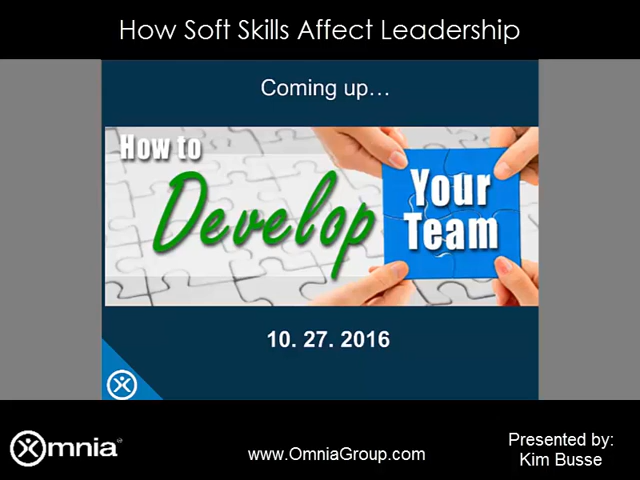 How Soft Skills Affect Leadership
Coming up...
How to
Develop
Your
Team
10. 27. 2016
Omnia
www.OmniaGroup.com
Presented by:
Kim Busse